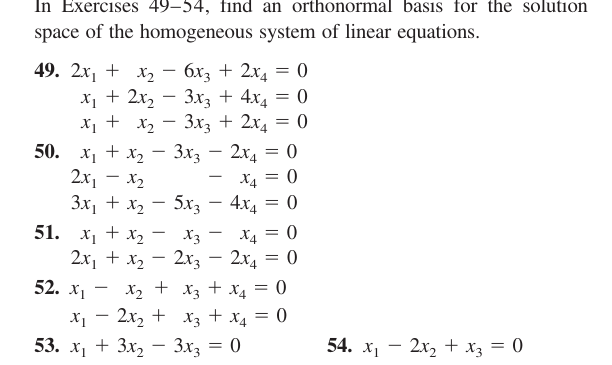 In Exercises 49–54, find an orthonormal basis for the solution
space of the homogeneous system of linear equations.
49. 2x₁ + x₂ − 6x₃ + 2x₄ = 0
x₁ + 2x₂ − 3x₃ + 4x₄ = 0
x₁ + x₂ − 3x₃ + 2x₄ = 0
50. x₁ + x₂ − 3x₃ − 2x₄ = 0
2x₁ − x₂ − x₄ = 0
3x₁ + x₂ − 5x₃ − 4x₄ = 0
51. x₁ + x₂ − x₃ − x₄ = 0
2x₁ + x₂ − 2x₃ − 2x₄ = 0
52. x₁ − x₂ + x₃ + x₄ = 0
x₁ − 2x₂ + x₃ + x₄ = 0
53. x₁ + 3x₂ − 3x₃ = 0 54. x₁ − 2x₂ + x₃ = 0